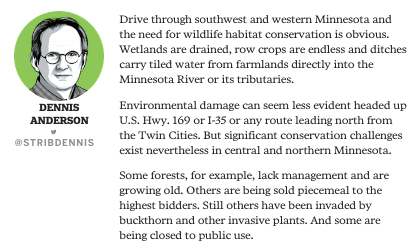 DENNIS
ANDERSON
@STRIBDENNIS
Drive through southwest and western Minnesota and
the need for wildlife habitat conservation is obvious.
Wetlands are drained, row crops are endless and ditches
carry tiled water from farmlands directly into the
Minnesota River or its tributaries.
Environmental damage can seem less evident headed up
U.S. Hwy. 169 or I-35 or any route leading north from
the Twin Cities. But significant conservation challenges
exist nevertheless in central and northern Minnesota.
Some forests, for example, lack management and are
growing old. Others are being sold piecemeal to the
highest bidders. Still others have been invaded by
buckthorn and other invasive plants. And some are
being closed to public use.